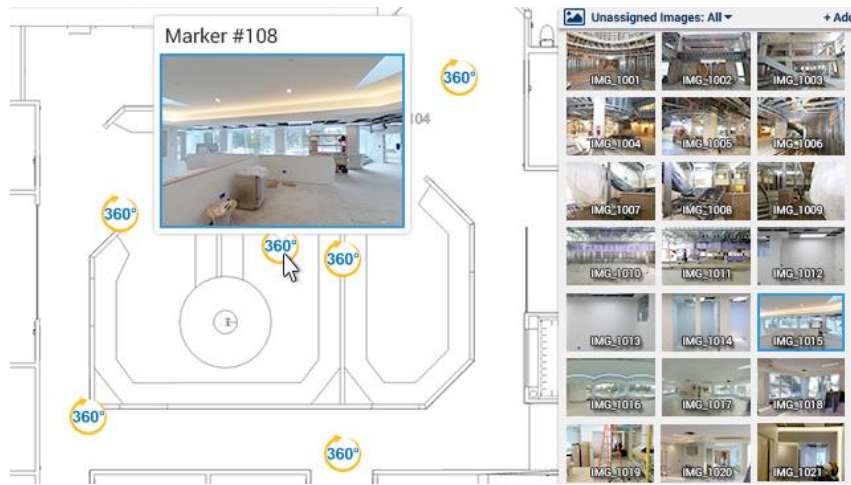 Marker #108
360°
104
360°
360°
360°
360°
360°
Unassigned Images: All
+ Add
IMG_1001
IMG_1002
IMG_1003
IMG_1004
IMG_1005
IMG_1006
IMG_1007
IMG_1008
IMG_1009
IMG_1010
IMG_1011
IMG_1012
IMG_1013
IMG_1014
IMG_1015
IMG_1016
IMG_1017
IMG_1018
IMG_1019
IMG_1020
IMG_1021